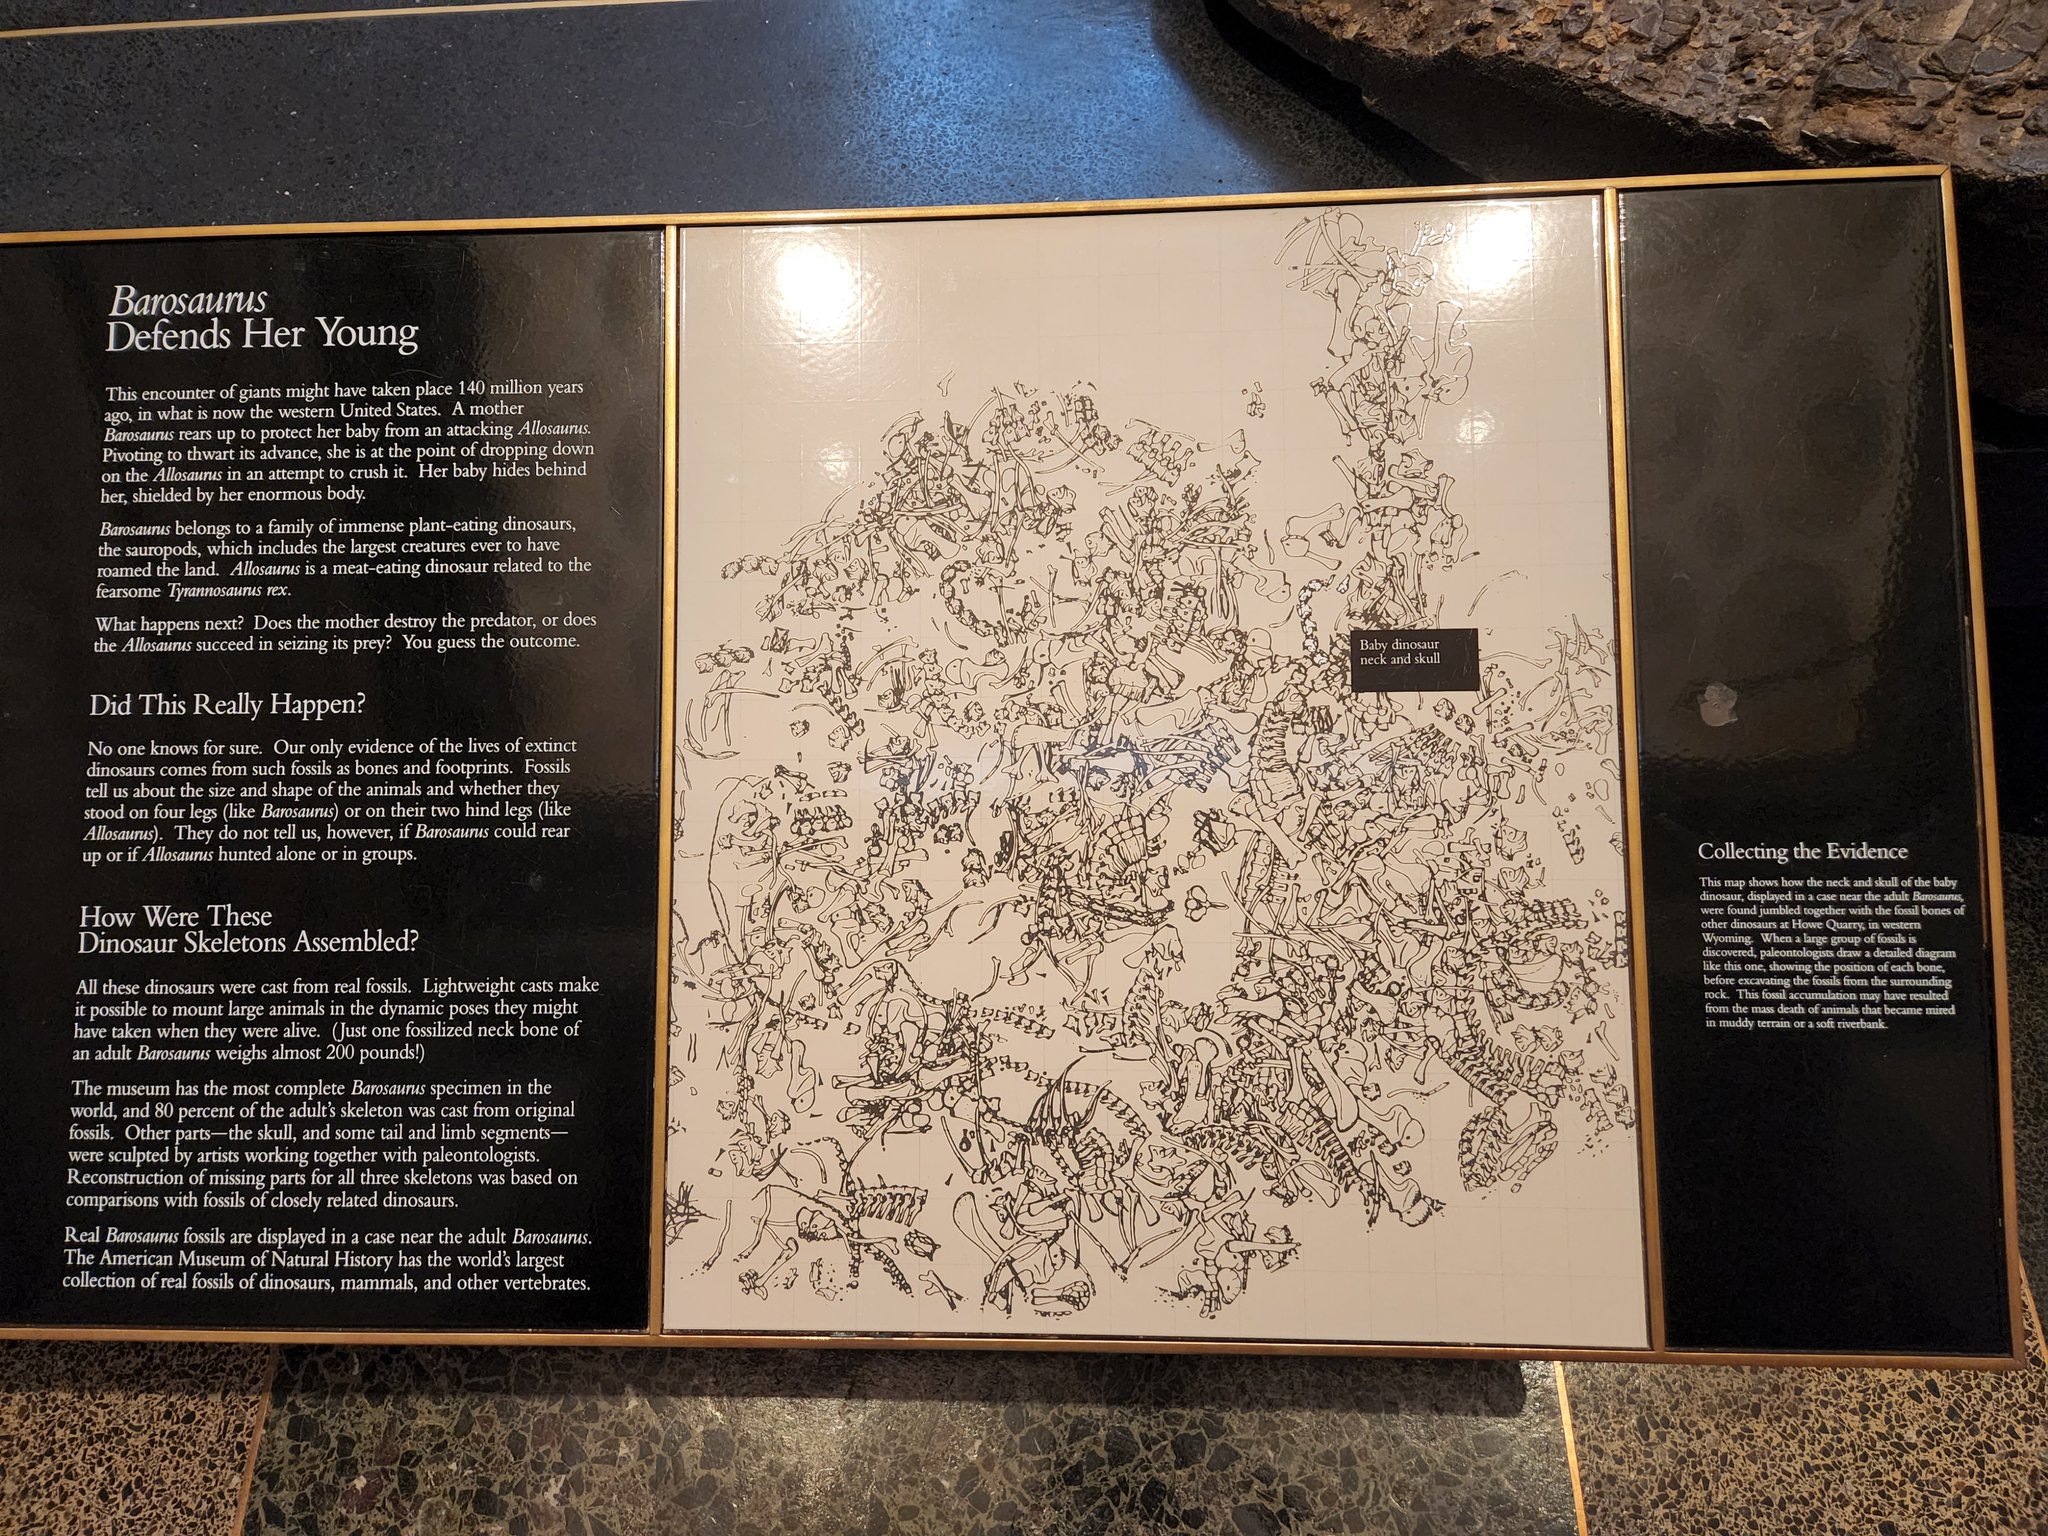 Barosaurus
Defends Her Young
This encounter of giants might have taken place 140 million years
ago, in what is now the western United States. A mother
Barosaurus rears up to protect her baby from an attacking Allosaurus.
Pivoting to thwart its advance, she is at the point of dropping down
on the Allosaurus in an attempt to crush it. Her baby hides behind
her, shielded by her enormous body.
Barosaurus belongs to a family of immense plant-eating dinosaurs,
the sauropods, which includes the largest creatures ever to have
roamed the land. Allosaurus is a meat-eating dinosaur related to the
fearsome Tyrannosaurus rex.
What happens next? Does the mother destroy the predator, or does
the Allosaurus succeed in seizing its prey? You guess the outcome.
Did This Really Happen?
No one knows for sure. Our only evidence of the lives of extinct
dinosaurs comes from such fossils as bones and footprints. Fossils
tell us about the size and shape of the animals and whether they
stood on four legs (like Barosaurus) or on their two hind legs (like
Allosaurus). They do not tell us, however, if Barosaurus could rear
up or if Allosaurus hunted alone or in groups.
How Were These
Dinosaur Skeletons Assembled?
All these dinosaurs were cast from real fossils. Lightweight casts make
it possible to mount large animals in the dynamic poses they might
have taken when they were alive. (Just one fossilized neck bone of
an adult Barosaurus weighs almost 200 pounds!)
The museum has the most complete Barosaurus specimen in the
world, and 80 percent of the adult's skeleton was cast from original
fossils. Other parts—the skull, and some tail and limb segments—
were sculpted by artists working together with paleontologists.
Reconstruction of missing parts for all three skeletons was based on
comparisons with fossils of closely related dinosaurs.
Real Barosaurus fossils are displayed in a case near the adult Barosaurus.
The American Museum of Natural History has the world's largest
collection of real fossils of dinosaurs, mammals, and other vertebrates.
Baby dinosaur
neck and skull
Collecting the Evidence
This map shows how the neck and skull of the baby
dinosaur, displayed in a case near the adult Barosaurus,
were found jumbled together with the fossil bones of
other dinosaurs at Howe Quarry, in western
Wyoming. When a large group of fossils is
discovered, paleontologists draw a detailed diagram
like this one, showing the position of each bone,
before excavating the fossils from the surrounding
rock. This fossil accumulation may have resulted
from the mass death of animals that became mired
in muddy terrain or a soft riverbank.